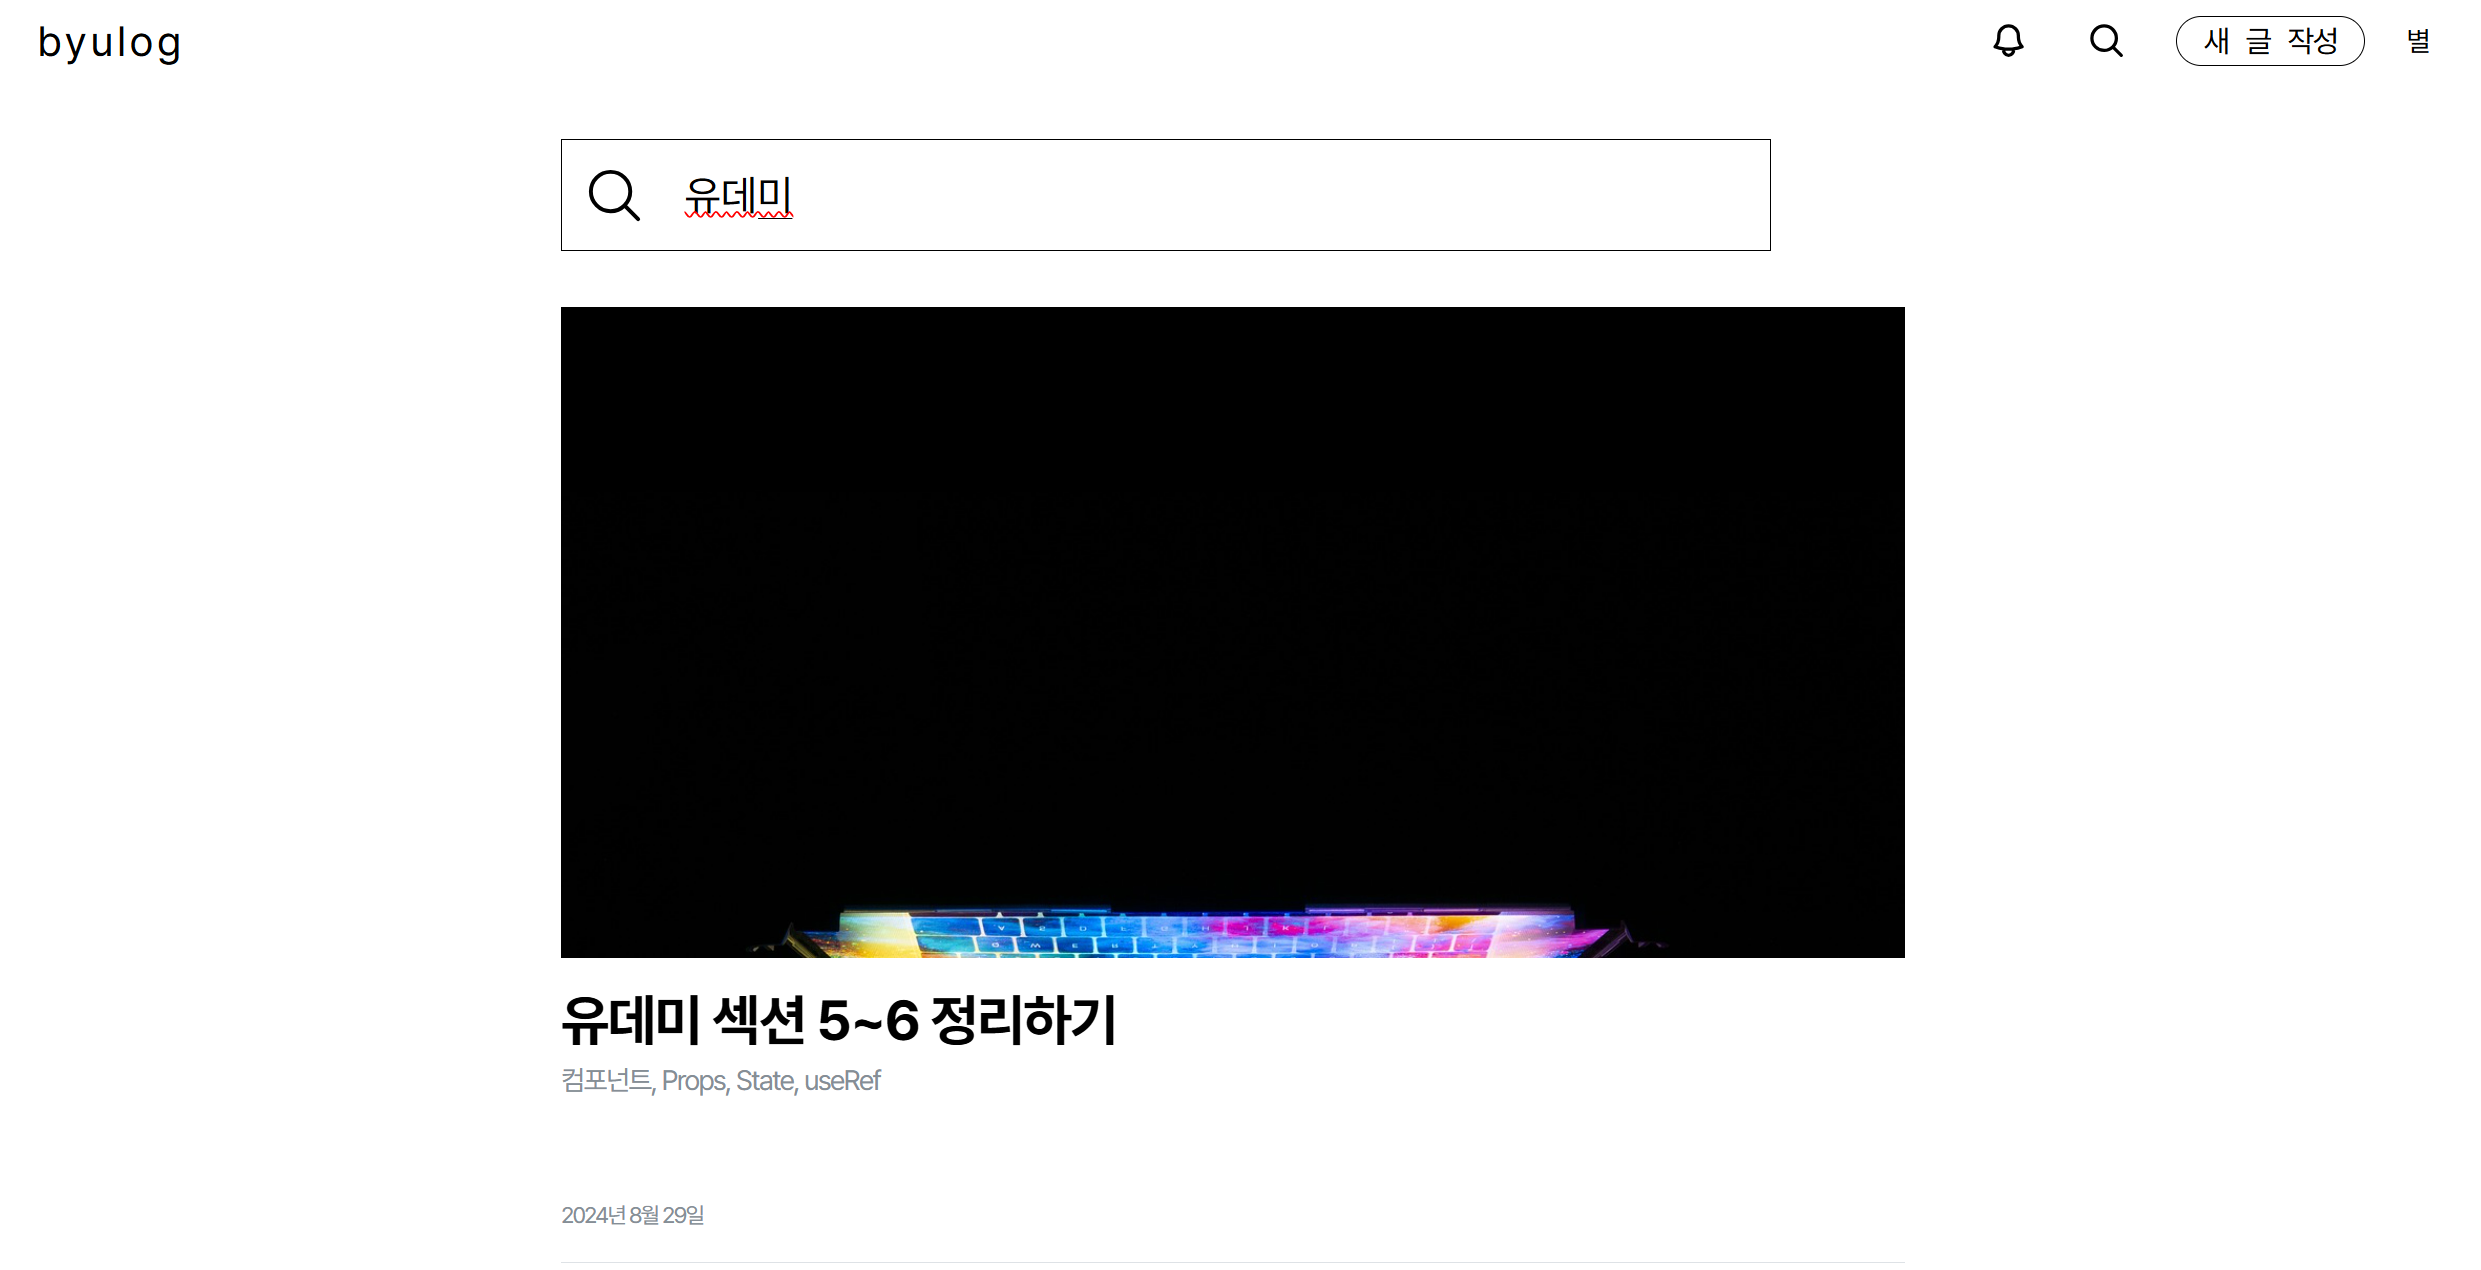 byulog
새 글 작성
별
유데미
유데미 섹션 5~6 정리하기
컴포넌트, Props, State, useRef
2024년 8월 29일